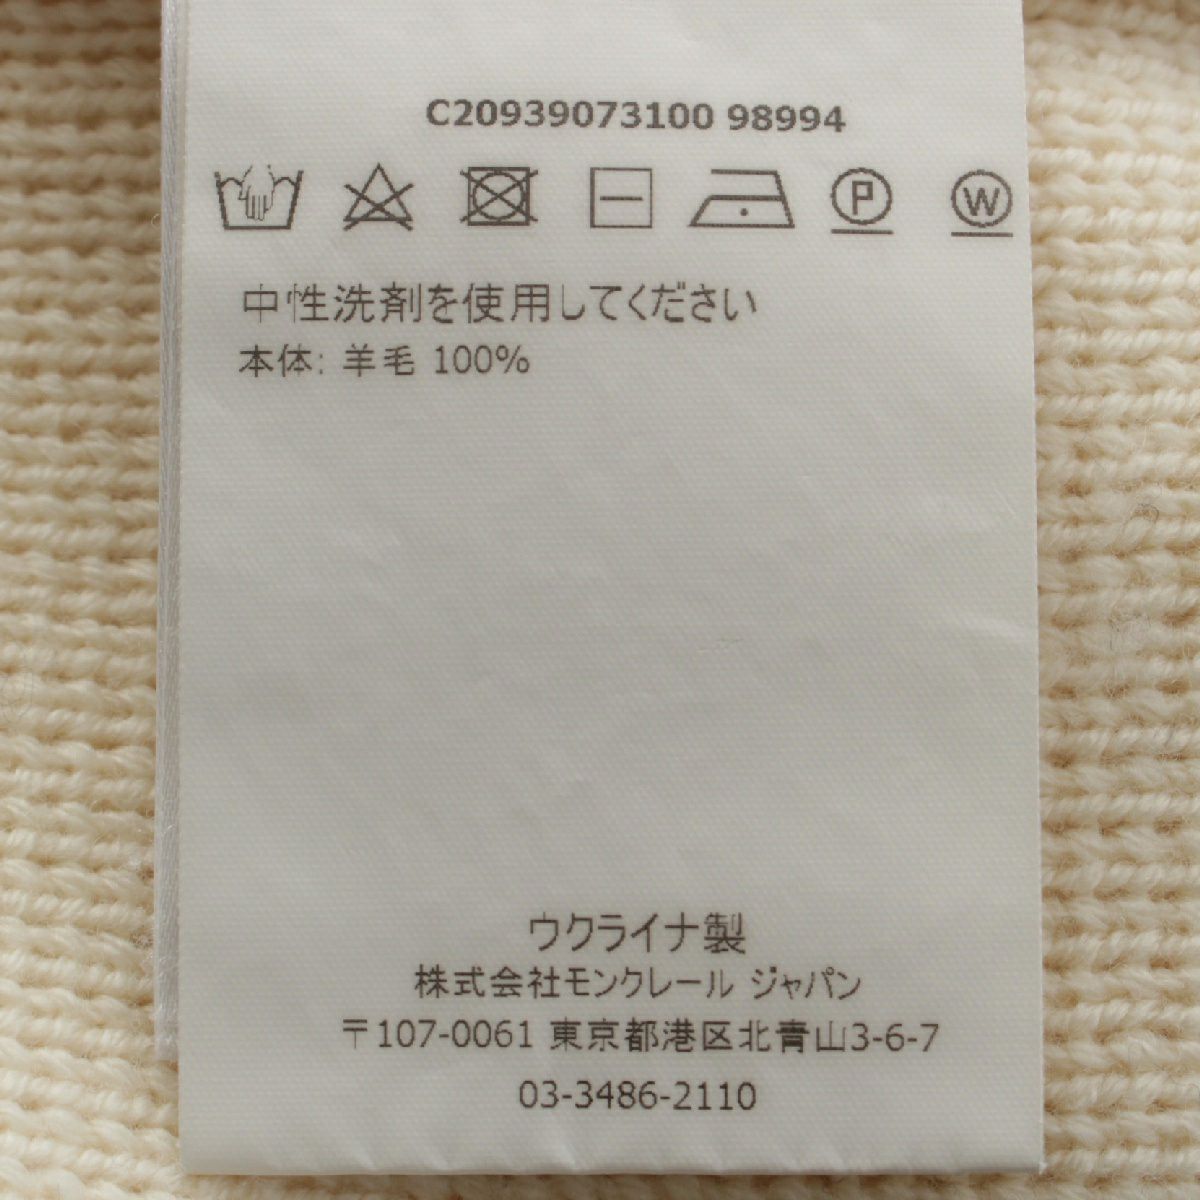 C20939073100 98994
P W
中性洗剤を使用してください
本体: 羊毛 100%
ウクライナ製
株式会社モンクレール ジャパン
〒107-0061 東京都港区北青山3-6-7
03-3486-2110